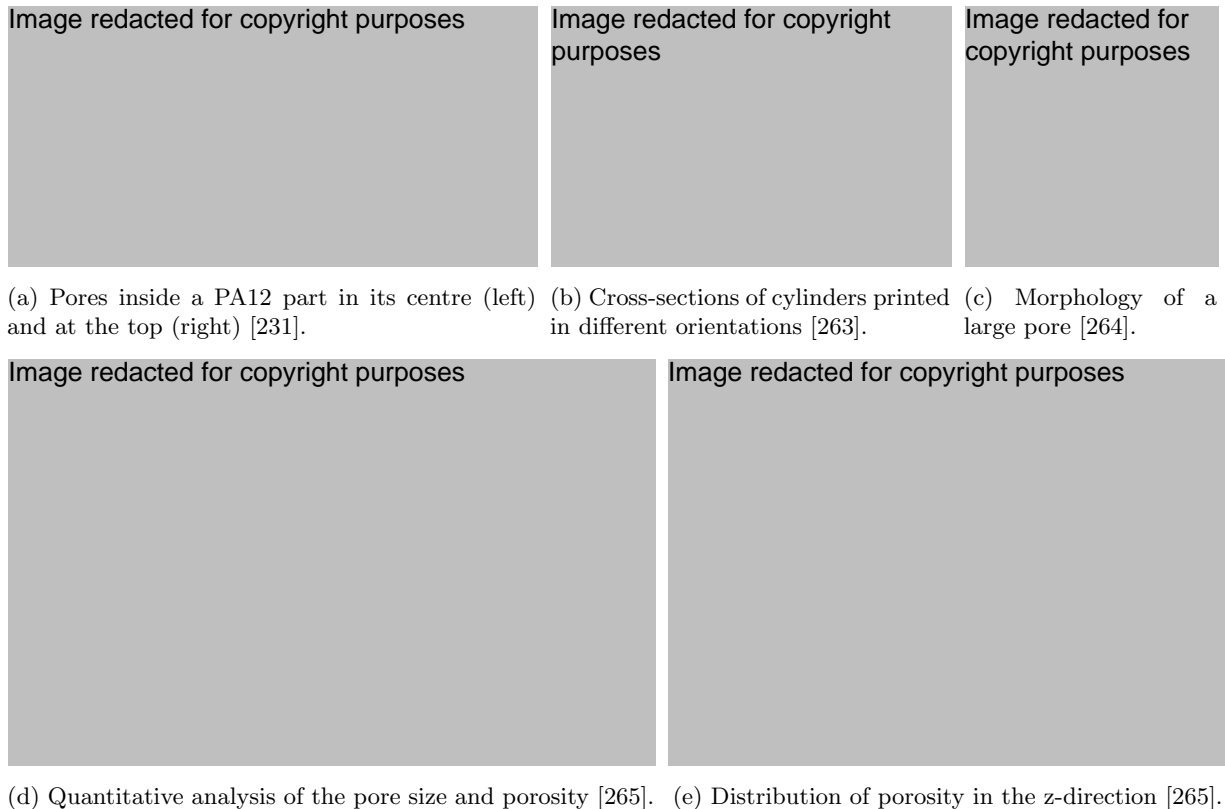 Image redacted for copyright purposes
Image redacted for copyright
purposes
Image redacted for
copyright purposes
(a) Pores inside a PA12 part in its centre (left)
and at the top (right) [231].
(b) Cross-sections of cylinders printed
in different orientations [263].
(c) Morphology of a
large pore [264].
Image redacted for copyright purposes
Image redacted for copyright purposes
(d) Quantitative analysis of the pore size and porosity [265].
(e) Distribution of porosity in the z-direction [265].